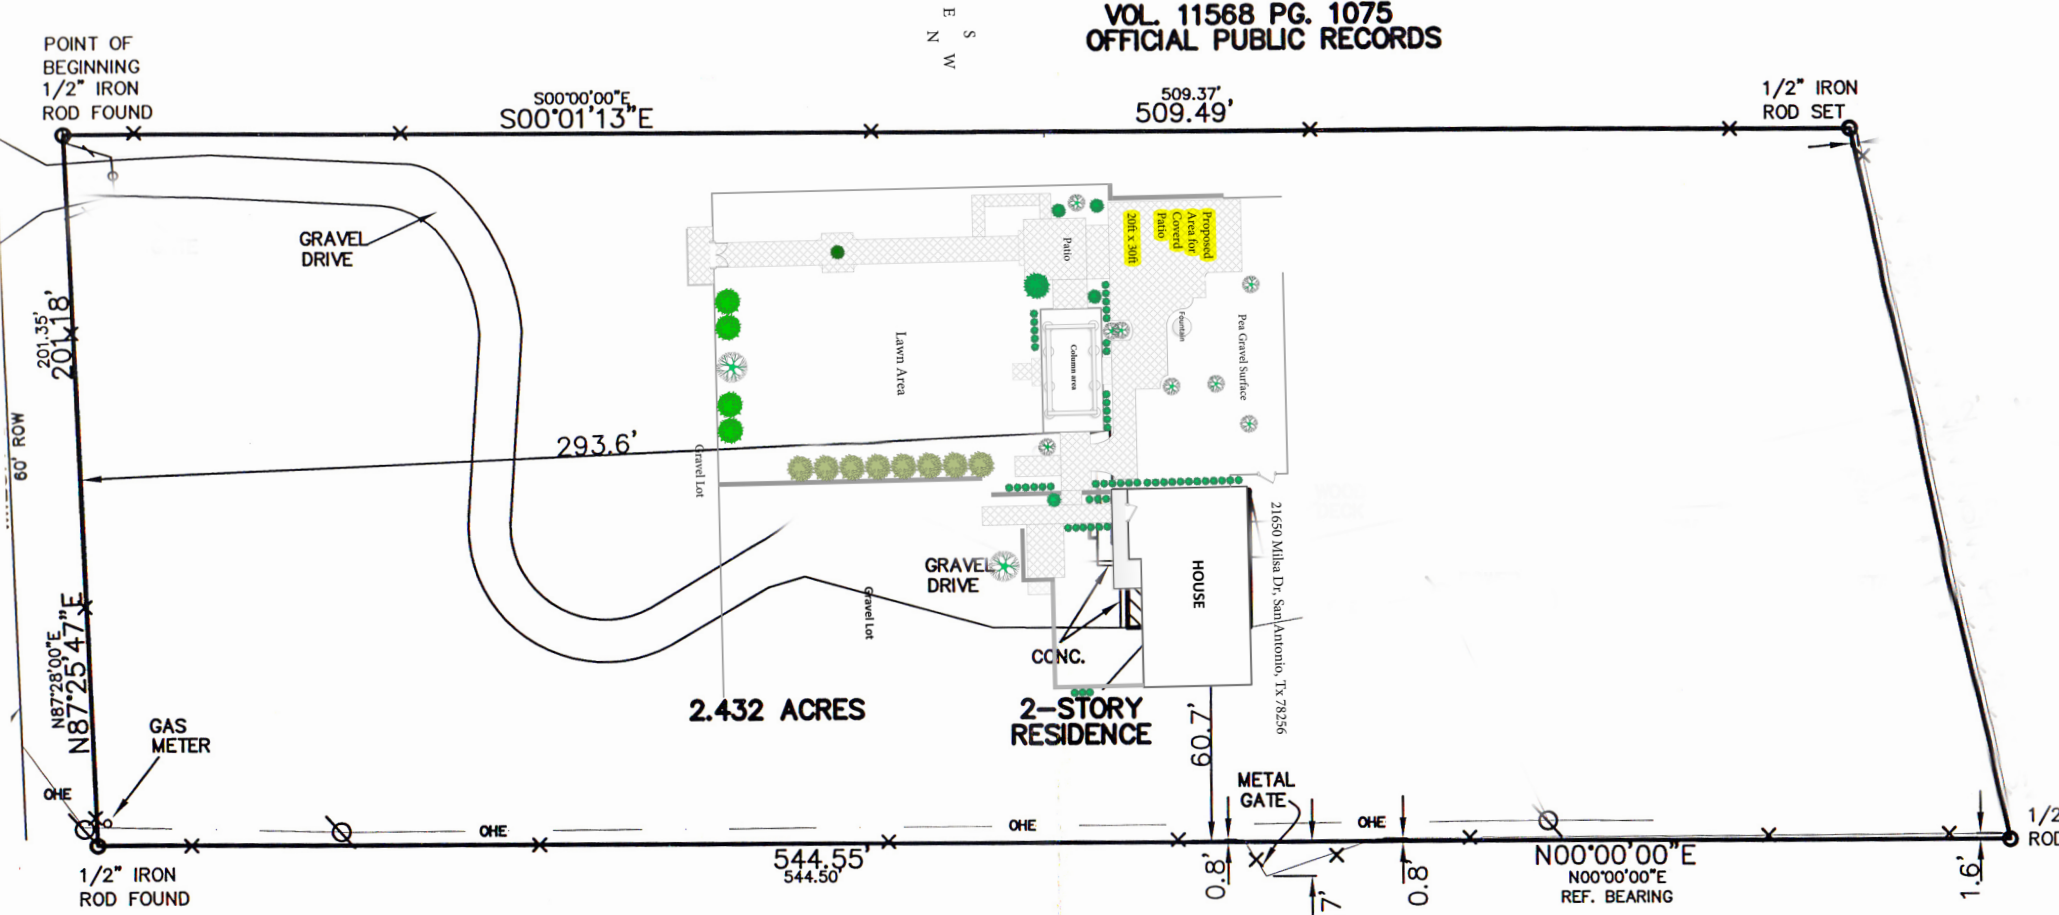 VOL. 11568 PG. 1075
OFFICIAL PUBLIC RECORDS
E
S
N
W
POINT OF
BEGINNING
1/2" IRON
ROD FOUND
S00°00'00"E
S00°01'13"E
509.37'
509.49'
1/2" IRON
ROD SET
GRAVEL
DRIVE
Proposed
Area for
Coverd
Patio
20ft x 30ft
Patio
Fountain
Pea Gravel Surface
Lawn Area
Column area
201.35'
201.18'
60' ROW
293.6'
Gravel Lot
GRAVEL
DRIVE
Gravel Lot
HOUSE
21650 Milsa Dr, San Antonio, Tx 78256
CONC.
N87°28'00"E
N87°25'47"E
2.432 ACRES
2-STORY
RESIDENCE
60.7'
GAS
METER
METAL
GATE
OHE
OHE
OHE
OHE
544.55'
544.50'
0.8'
7'
0.8'
N00°00'00"E
N00°00'00"E
REF. BEARING
1.6'
1/2
ROD
1/2" IRON
ROD FOUND